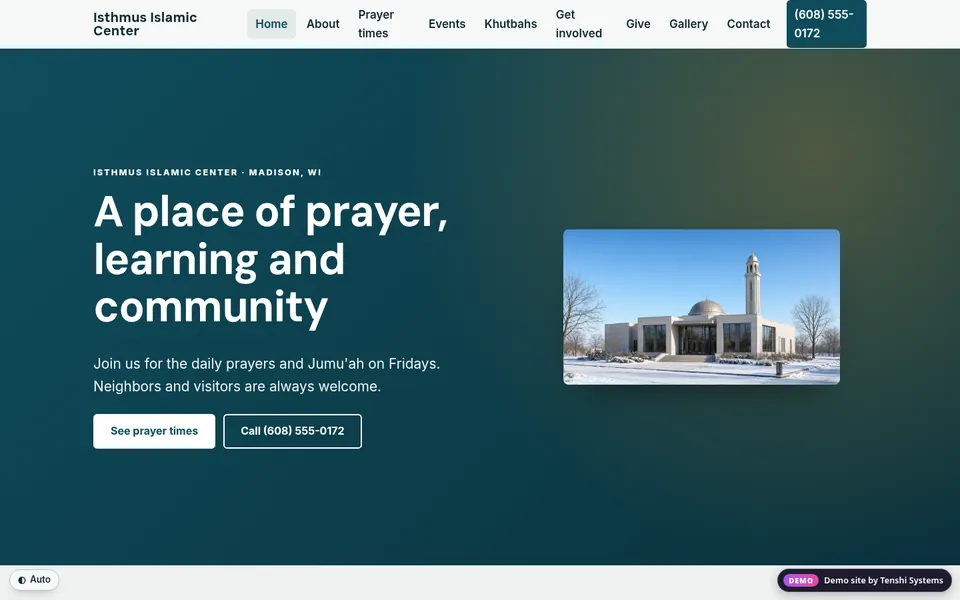 Isthmus Islamic
Center
Home
About
Prayer
times
Events
Khutbahs
Get
involved
Give
Gallery
Contact
(608) 555-
0172
ISTHMUS ISLAMIC CENTER · MADISON, WI
A place of prayer,
learning and
community
Join us for the daily prayers and Jumu'ah on Fridays.
Neighbors and visitors are always welcome.
See prayer times
Call (608) 555-0172
Auto
DEMO Demo site by Tenshi Systems